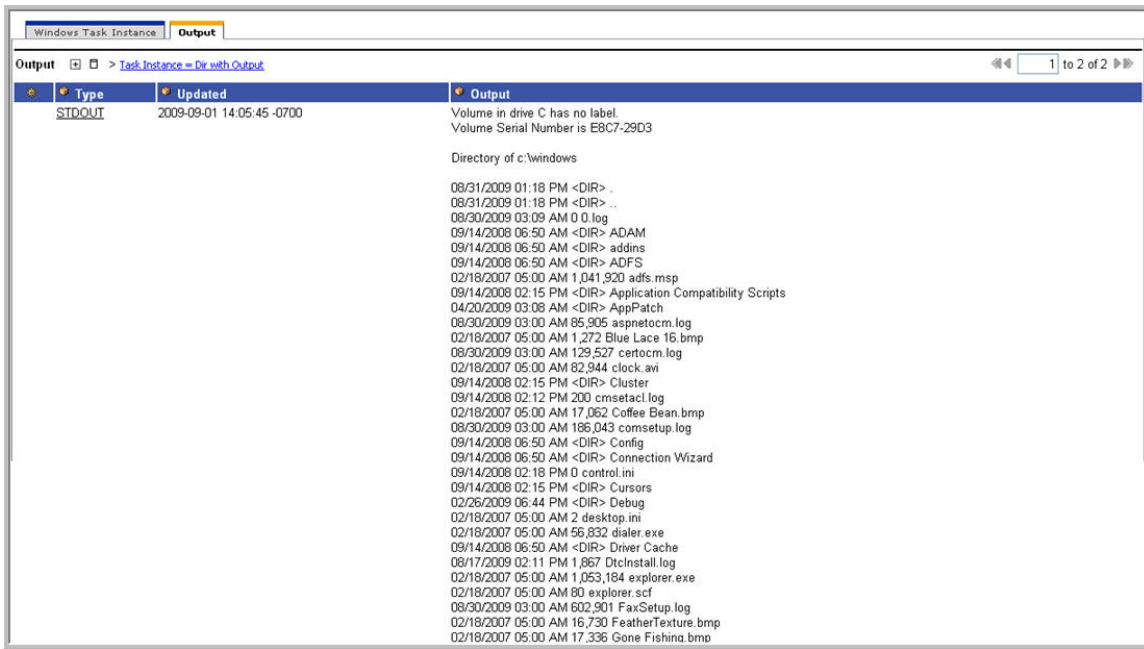 Windows Task Instance Output
Output > Task Instance = Dir with Output 1 to 2 of 2
Type Updated Output
STDOUT 2009-09-01 14:05:45 -0700 Volume in drive C has no label.
Volume Serial Number is E8C7-29D3
Directory of c:\windows
08/31/2009 01:18 PM <DIR> .
08/31/2009 01:18 PM <DIR> ..
08/30/2009 03:09 AM 0 0.log
09/14/2008 06:50 AM <DIR> ADAM
09/14/2008 06:50 AM <DIR> addins
09/14/2008 06:50 AM <DIR> ADFS
02/18/2007 05:00 AM 1,041,920 adfs.msp
09/14/2008 02:15 PM <DIR> Application Compatibility Scripts
04/20/2009 03:08 AM <DIR> AppPatch
08/30/2009 03:00 AM 85,905 aspnetocm.log
02/18/2007 05:00 AM 1,272 Blue Lace 16.bmp
08/30/2009 03:00 AM 129,527 certocm.log
02/18/2007 05:00 AM 82,944 clock.avi
09/14/2008 02:15 PM <DIR> Cluster
09/14/2008 02:12 PM 200 cmsetacl.log
02/18/2007 05:00 AM 17,062 Coffee Bean.bmp
08/30/2009 03:00 AM 186,043 comsetup.log
09/14/2008 06:50 AM <DIR> Config
09/14/2008 06:50 AM <DIR> Connection Wizard
09/14/2008 02:18 PM 0 control.ini
09/14/2008 02:15 PM <DIR> Cursors
02/26/2009 06:44 PM <DIR> Debug
02/18/2007 05:00 AM 2 desktop.ini
02/18/2007 05:00 AM 56,832 dialer.exe
09/14/2008 06:50 AM <DIR> Driver Cache
08/17/2009 02:11 PM 1,867 DtcInstall.log
02/18/2007 05:00 AM 1,053,184 explorer.exe
02/18/2007 05:00 AM 80 explorer.scf
08/30/2009 03:00 AM 602,901 FaxSetup.log
02/18/2007 05:00 AM 16,730 FeatherTexture.bmp
02/18/2007 05:00 AM 17,336 Gone Fishing.bmp